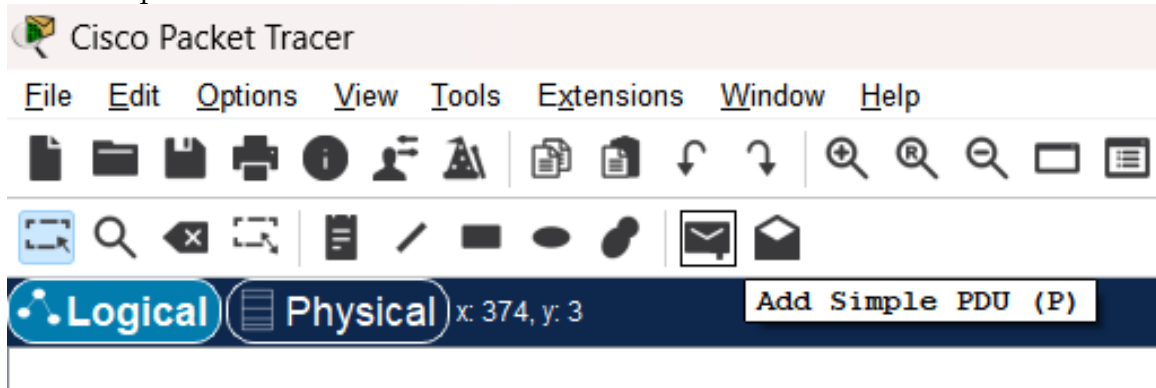 Cisco Packet Tracer
File Edit Options View Tools Extensions Window Help
R
Logical Physical x: 374, y: 3
Add Simple PDU (P)